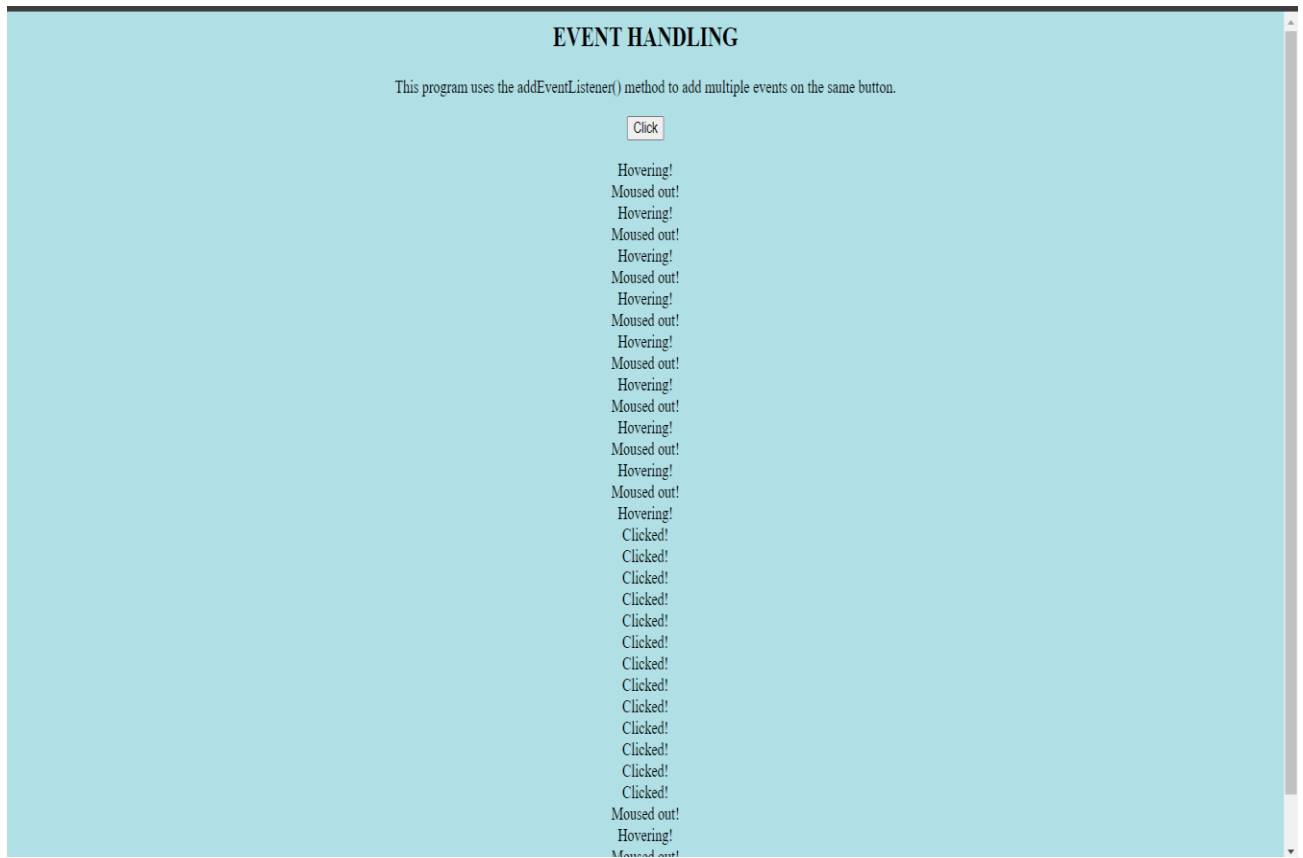 EVENT HANDLING
This program uses the addEventListener() method to add multiple events on the same button.
Click
Hovering!
Moused out!
Hovering!
Moused out!
Hovering!
Moused out!
Hovering!
Moused out!
Hovering!
Moused out!
Hovering!
Moused out!
Hovering!
Moused out!
Hovering!
Moused out!
Hovering!
Clicked!
Clicked!
Clicked!
Clicked!
Clicked!
Clicked!
Clicked!
Clicked!
Clicked!
Clicked!
Clicked!
Clicked!
Clicked!
Moused out!
Hovering!
Moused out!